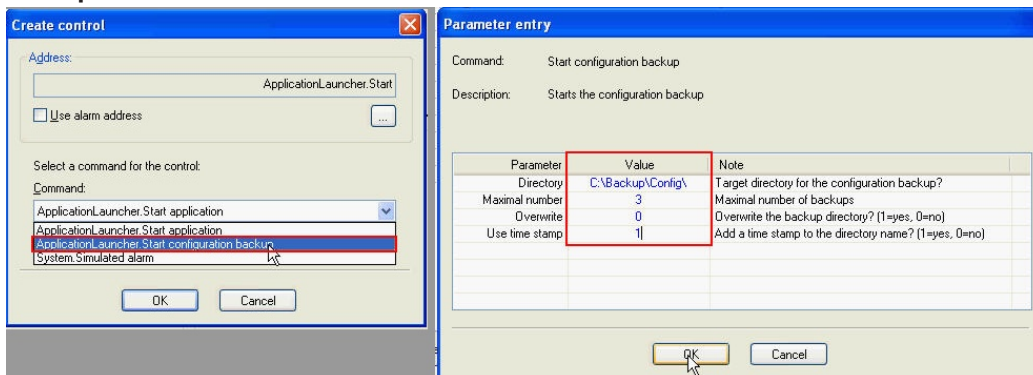 Create control
Address:
ApplicationLauncher.Start
Use alarm address
...
Select a command for the control:
Command:
ApplicationLauncher.Start application
ApplicationLauncher.Start application
ApplicationLauncher.Start configuration backup
System.Simulated alarm
OK Cancel
Parameter entry
Command: Start configuration backup
Description: Starts the configuration backup
Parameter Value Note
Directory C:\Backup\Config\ Target directory for the configuration backup?
Maximal number 3 Maximal number of backups
Overwrite 0 Overwrite the backup directory? (1=yes, 0=no)
Use time stamp 1 Add a time stamp to the directory name? (1=yes, 0=no)
OK Cancel